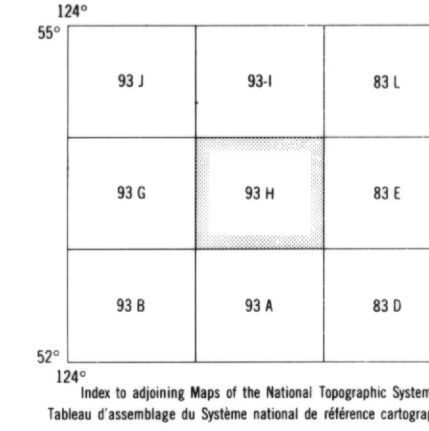 124°
55°
93 J 93-I 83 L
93 G 93 H 83 E
93 B 93 A 83 D
52°
124°
Index to adjoining Maps of the National Topographic System
Tableau d'assemblage du Système national de référence cartograp